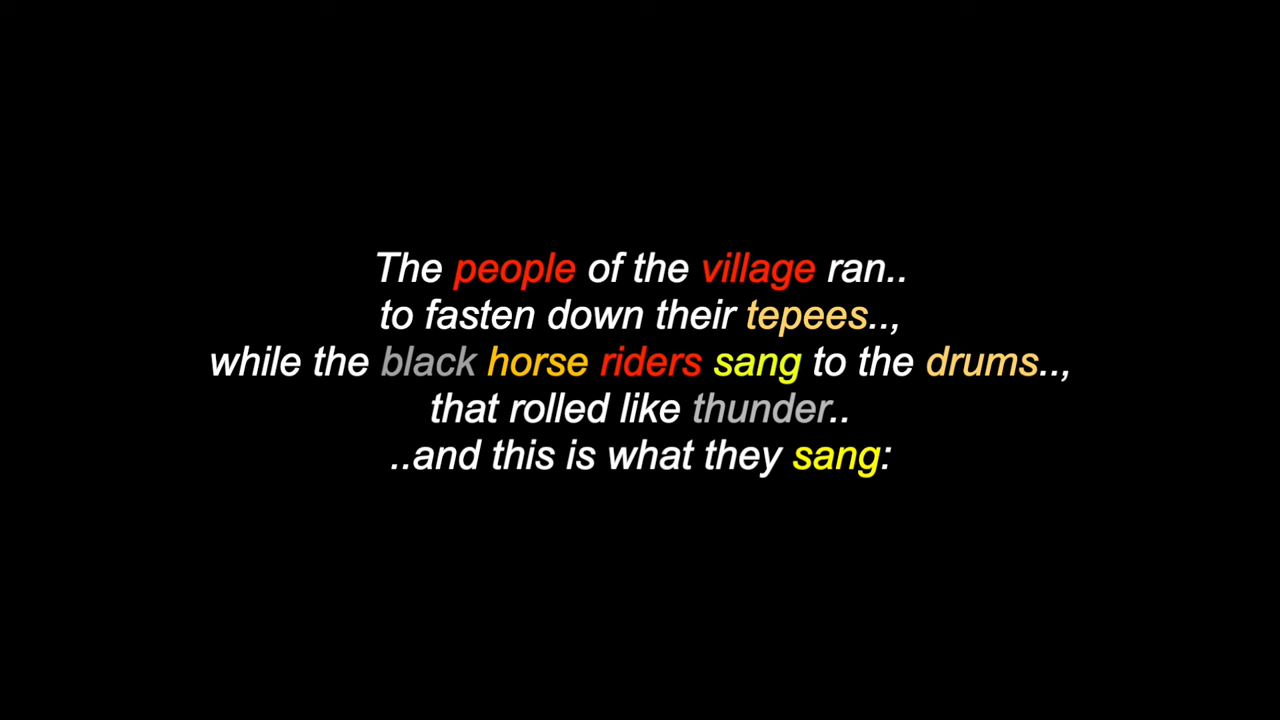 The people of the village ran..
to fasten down their tepees..,
while the black horse riders sang to the drums..,
that rolled like thunder..
..and this is what they sang: